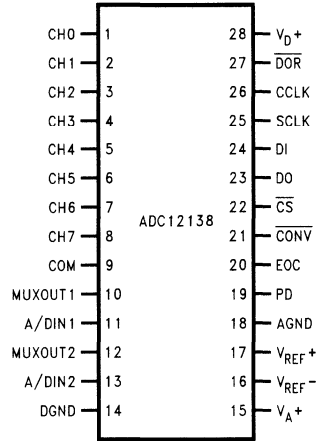 CH0 1
CH1 2
CH2 3
CH3 4
CH4 5
CH5 6
CH6 7
CH7 8
COM 9
MUXOUT1 10
A/DIN1 11
MUXOUT2 12
A/DIN2 13
DGND 14
ADC12138
28 VD+
27 DOR
26 CCLK
25 SCLK
24 DI
23 DO
22 CS
21 CONV
20 EOC
19 PD
18 AGND
17 VREF+
16 VREF-
15 VA+